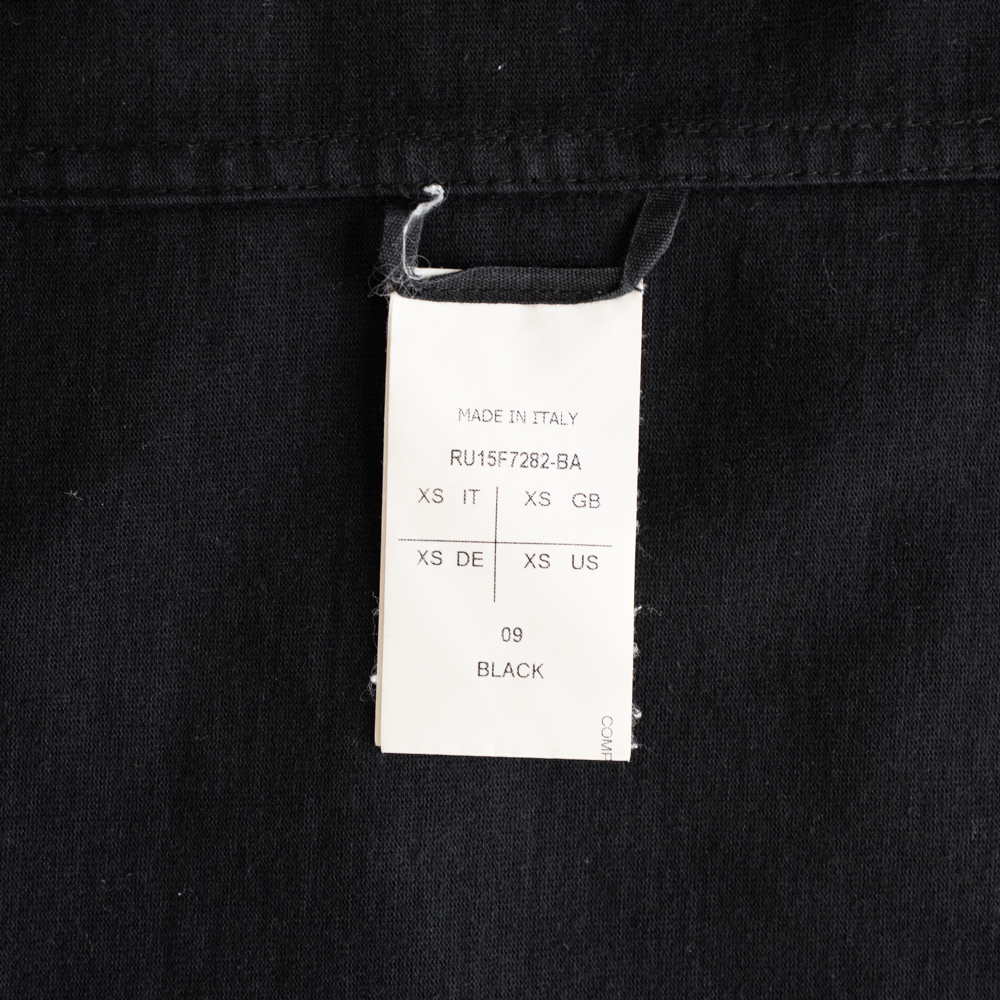 MADE IN ITALY
RU15F7282-BA
XS IT XS GB
XS DE XS US
09
BLACK
COMP